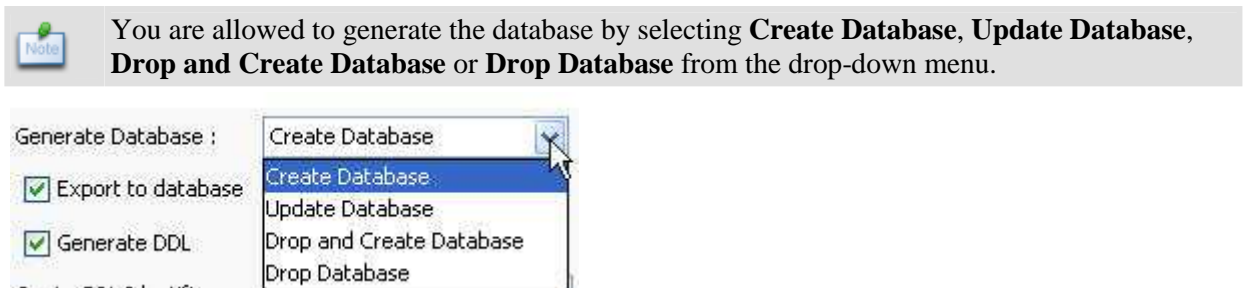 Note
You are allowed to generate the database by selecting Create Database, Update Database,
Drop and Create Database or Drop Database from the drop-down menu.
Generate Database :
Create Database
Export to database
Create Database
Update Database
Generate DDL
Drop and Create Database
Drop Database